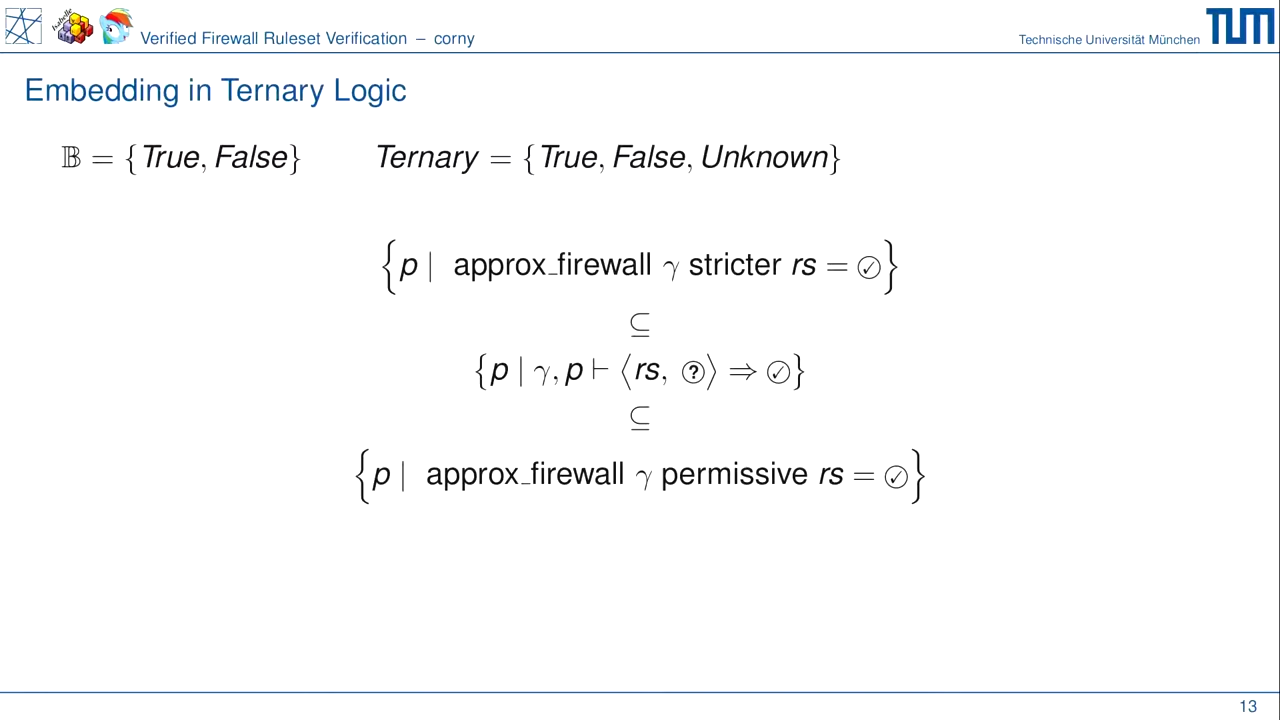 Isabelle
Verified Firewall Ruleset Verification – corny
Technische Universität München
TUM
Embedding in Ternary Logic
𝔹 = {True, False} Ternary = {True, False, Unknown}
{p | approx_firewall γ stricter rs = ✓}
⊆
{p | γ, p ⊢ ⟨rs, ?⟩ ⇒ ✓}
⊆
{p | approx_firewall γ permissive rs = ✓}
13